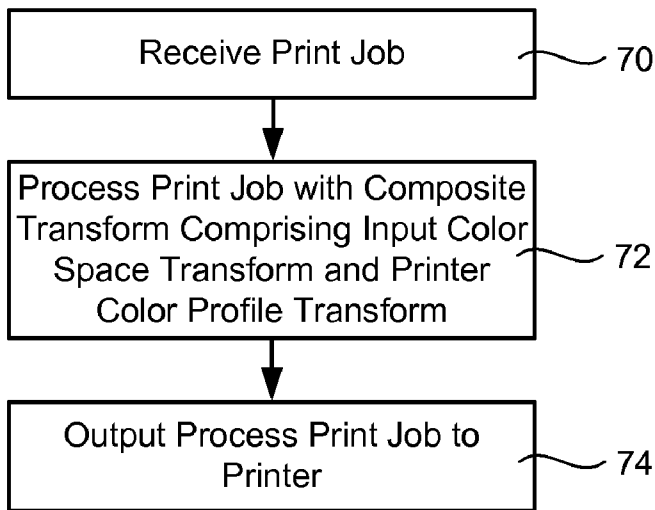 Receive Print Job
70
Process Print Job with Composite
Transform Comprising Input Color
Space Transform and Printer
Color Profile Transform
72
Output Process Print Job to
Printer
74